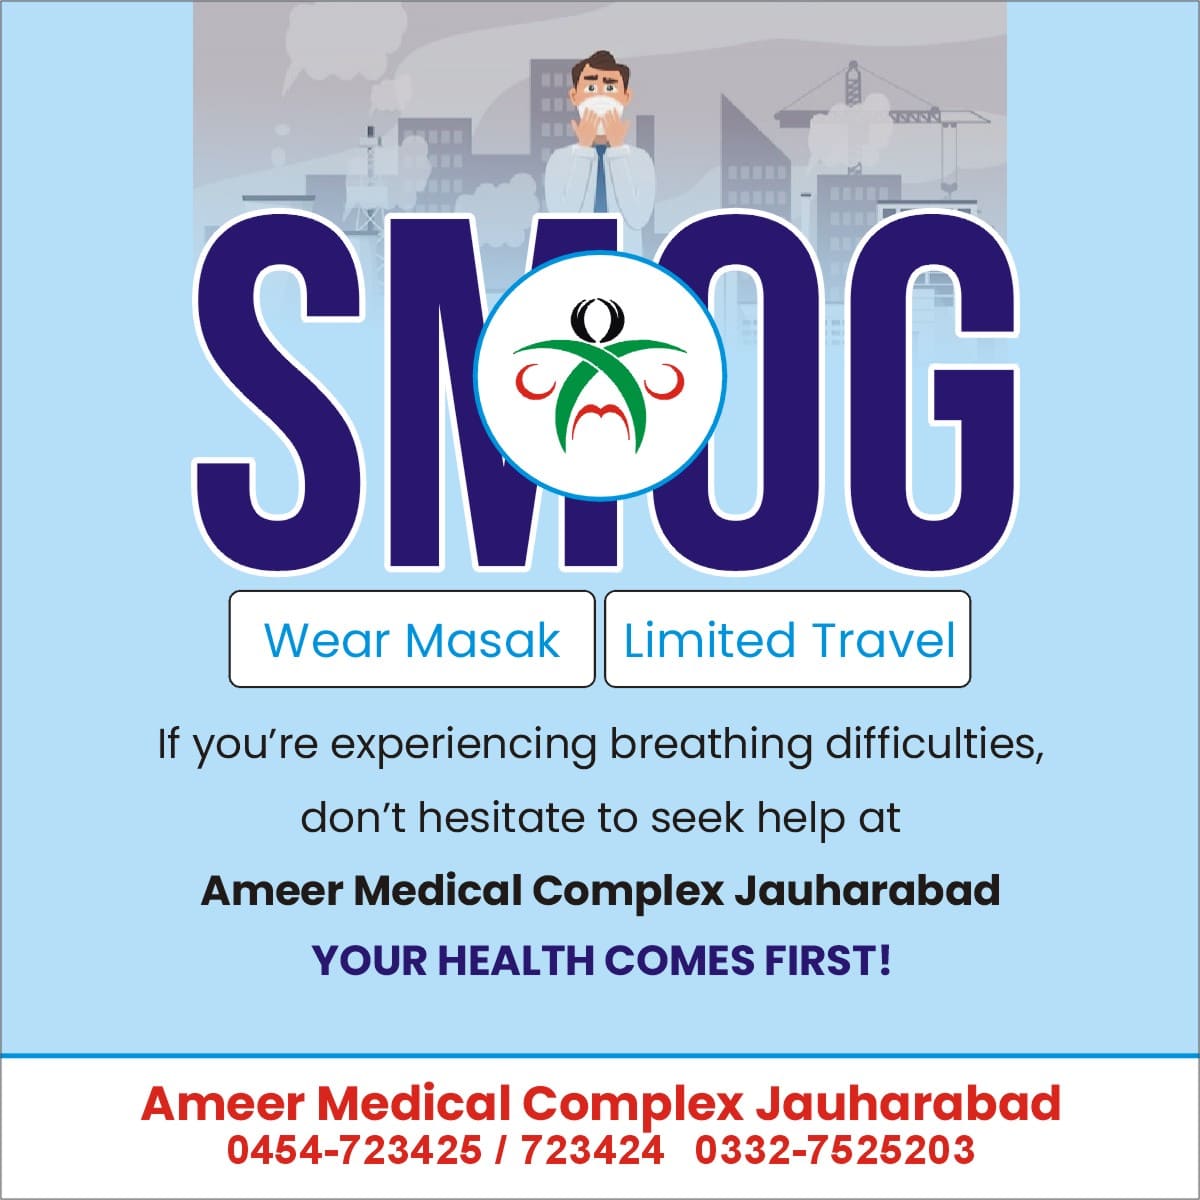 SMOG
Wear Masak
Limited Travel
If you're experiencing breathing difficulties,
don't hesitate to seek help at
Ameer Medical Complex Jauharabad
YOUR HEALTH COMES FIRST!
Ameer Medical Complex Jauharabad
0454-723425 / 723424 0332-7525203